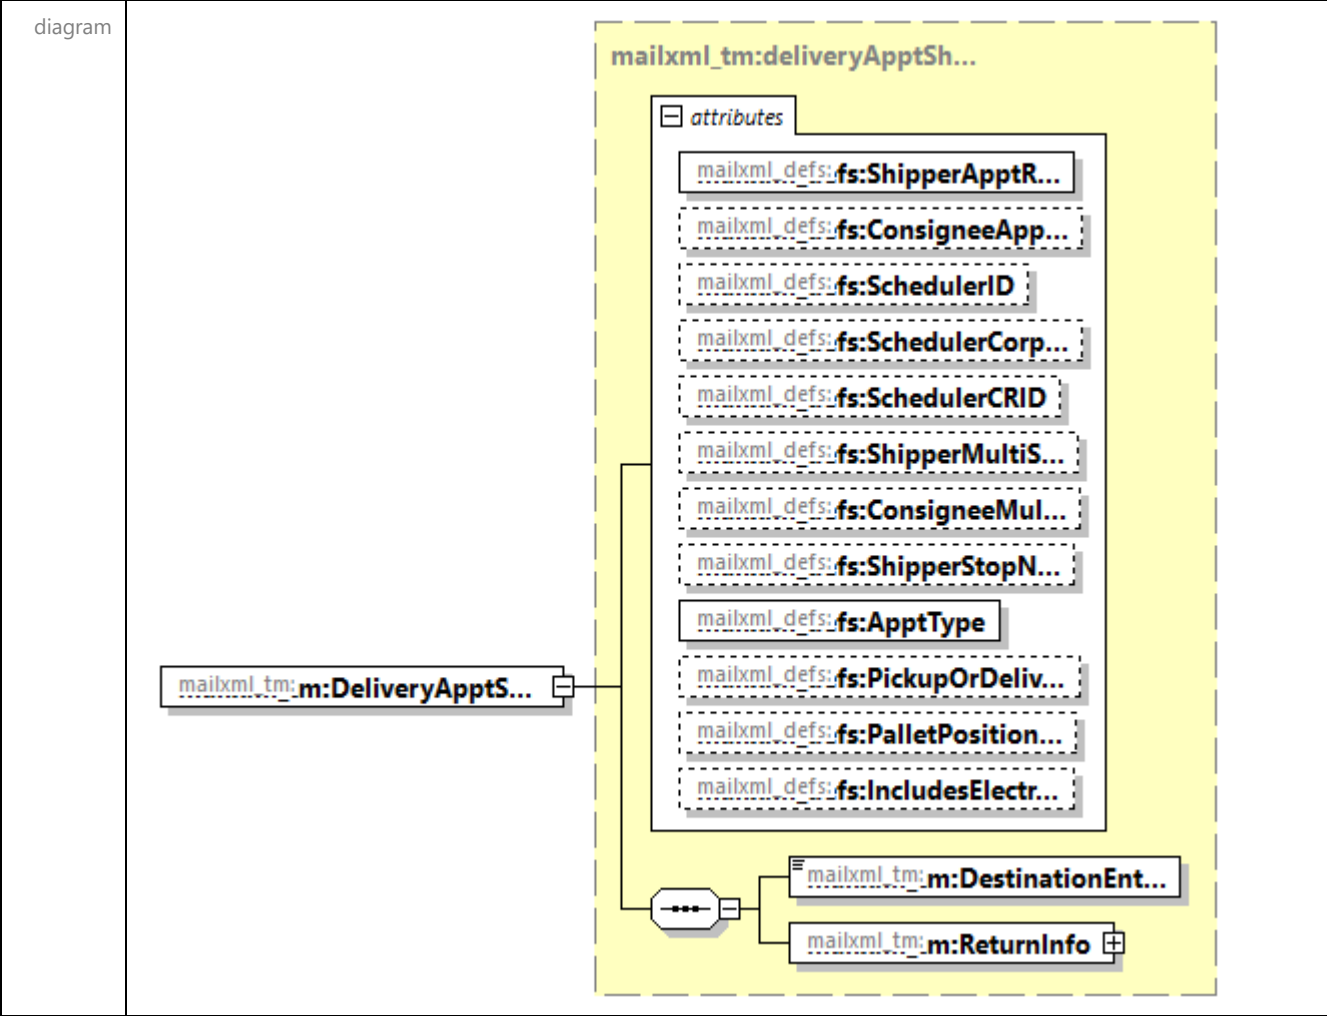 diagram
mailxml_tm:deliveryApptSh...
attributes
mailxml_defs:fs:ShipperApptR...
mailxml_defs:fs:ConsigneeApp...
mailxml_defs:fs:SchedulerID
mailxml_defs:fs:SchedulerCorp...
mailxml_defs:fs:SchedulerCRID
mailxml_defs:fs:ShipperMultiS...
mailxml_defs:fs:ConsigneeMul...
mailxml_defs:fs:ShipperStopN...
mailxml_defs:fs:ApptType
mailxml_defs:fs:PickupOrDeliv...
mailxml_defs:fs:PalletPosition...
mailxml_defs:fs:IncludesElectr...
mailxml_tm:m:DeliveryApptS...
mailxml_tm:m:DestinationEnt...
mailxml_tm:m:ReturnInfo